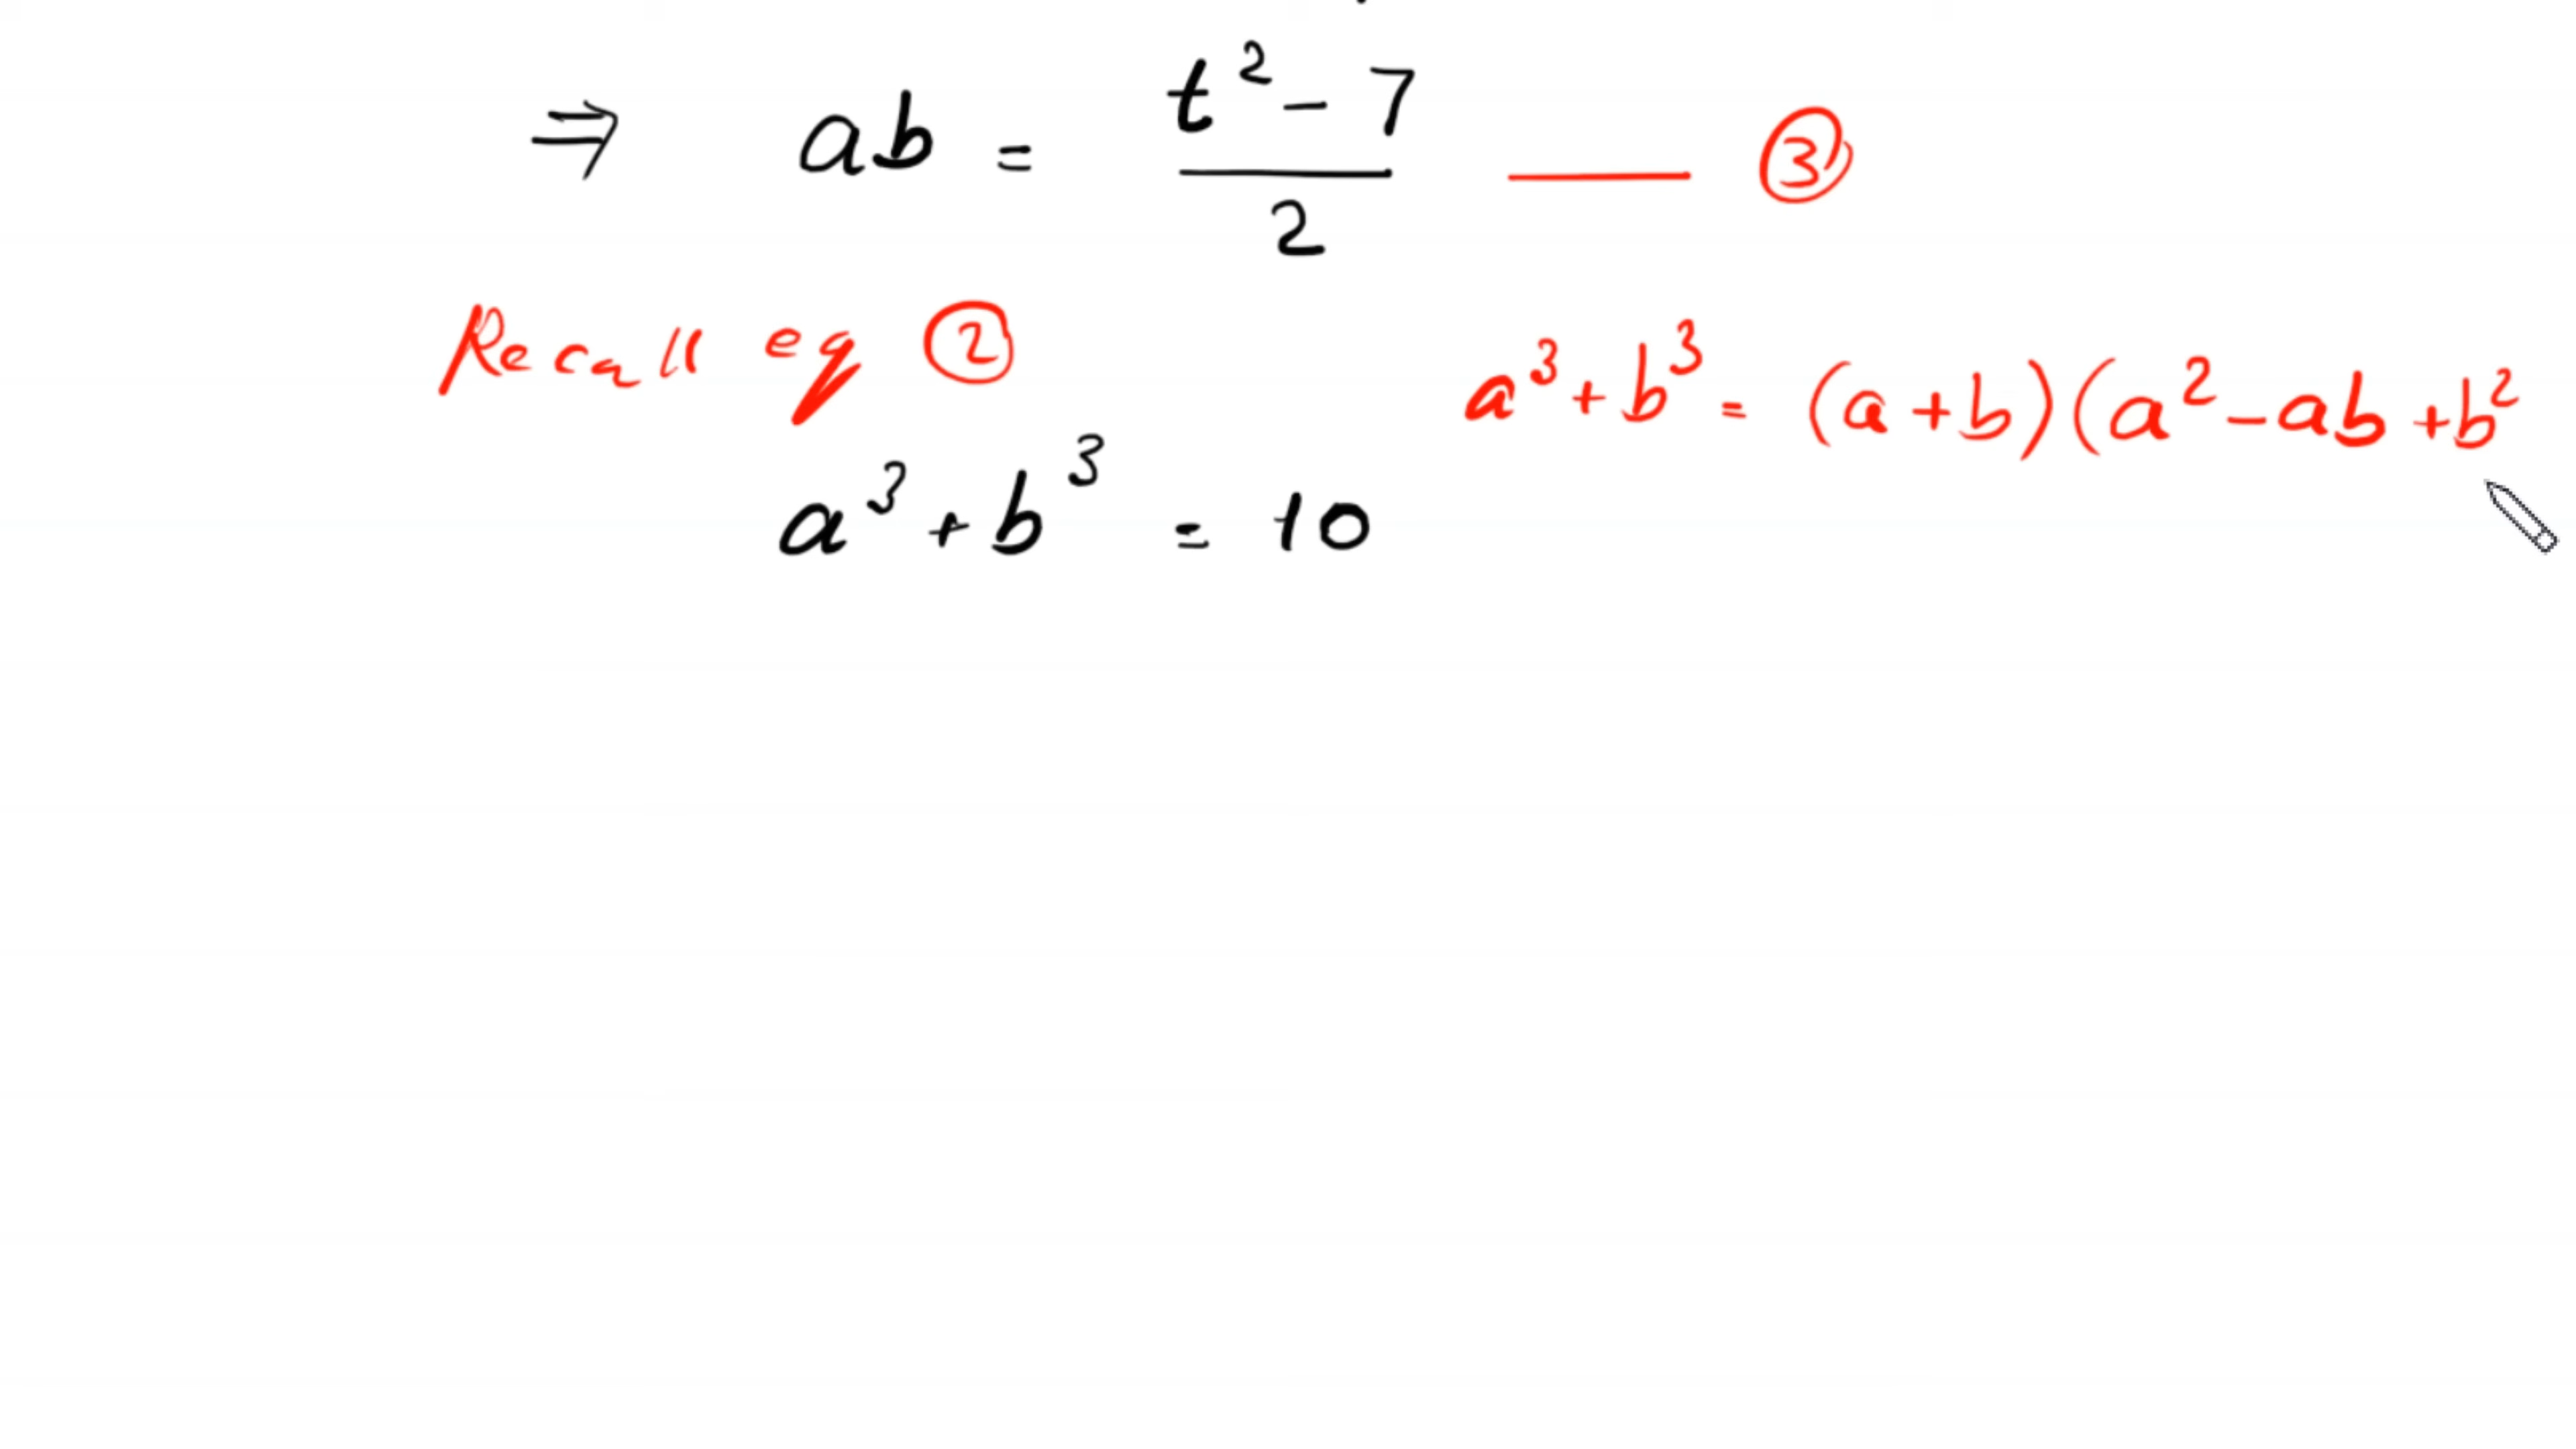 ⇒ ab = (t² - 7)/2 —— ③
Recall eq ②
a³ + b³ = (a + b)(a² - ab + b²
a³ + b³ = 10